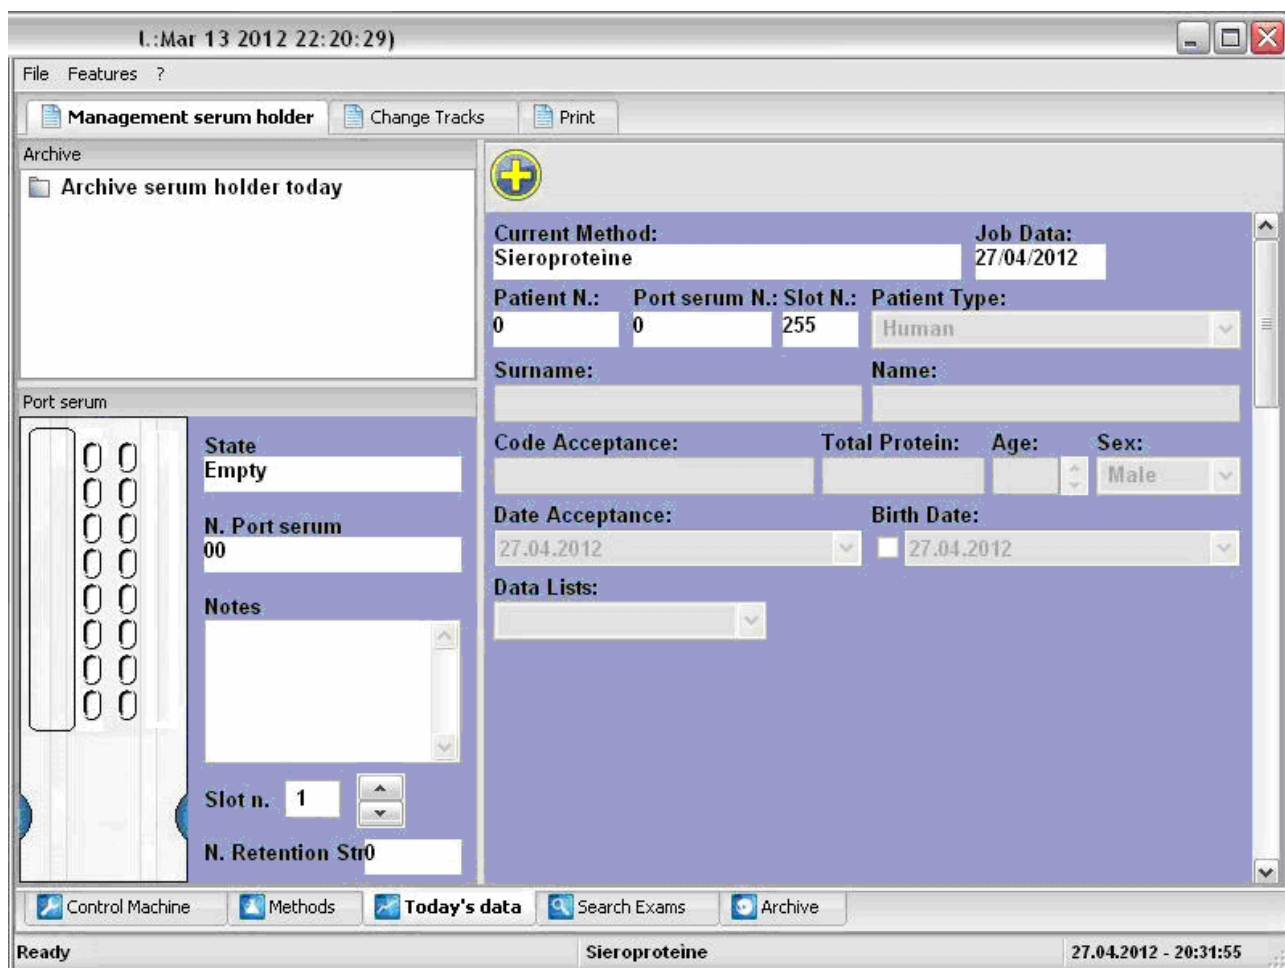 l.:Mar 13 2012 22:20:29)
File Features ?
Management serum holder Change Tracks Print
Archive
Archive serum holder today
Current Method: Job Data:
Sieroproteine 27/04/2012
Patient N.: Port serum N.: Slot N.: Patient Type:
0 0 255 Human
Surname: Name:
Code Acceptance: Total Protein: Age: Sex:
Male
Date Acceptance: Birth Date:
27.04.2012 27.04.2012
Data Lists:
Port serum
State
Empty
N. Port serum
00
Notes
Slot n. 1
N. Retention Str0
Control Machine Methods Today's data Search Exams Archive
Ready Sieroproteine 27.04.2012 - 20:31:55